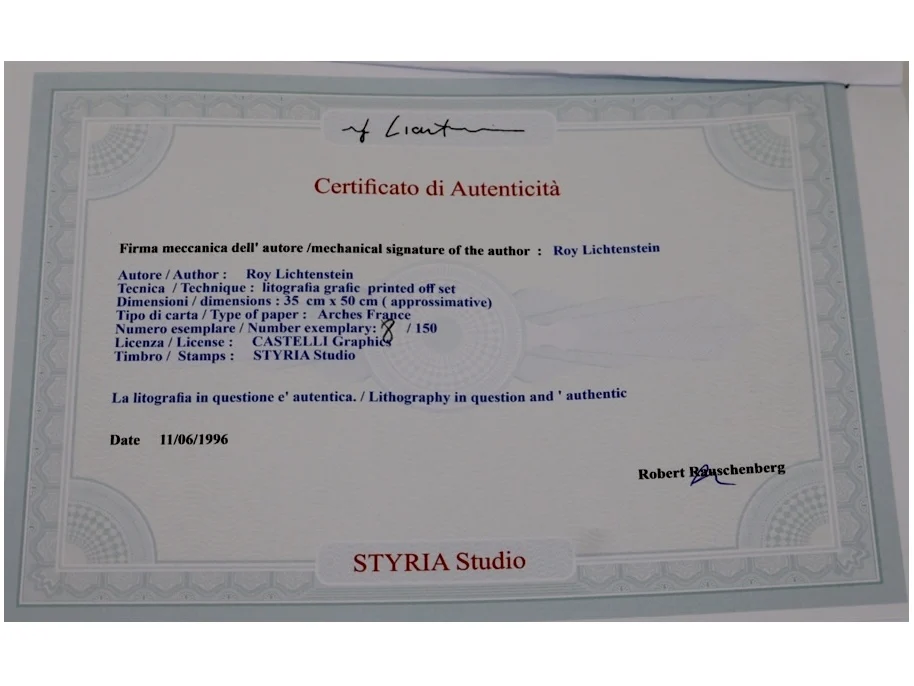 rf Lichtenstein
Certificato di Autenticità
Firma meccanica dell' autore /mechanical signature of the author : Roy Lichtenstein
Autore / Author : Roy Lichtenstein
Tecnica / Technique : litografia grafic printed off set
Dimensioni / dimensions : 35 cm x 50 cm ( approssimative)
Tipo di carta / Type of paper : Arches France
Numero esemplare / Number exemplary: 8 / 150
Licenza / License : CASTELLI Graphics
Timbro / Stamps : STYRIA Studio
La litografia in questione e' autentica. / Lithography in question and ' authentic
Date 11/06/1996
Robert Rauschenberg
STYRIA Studio